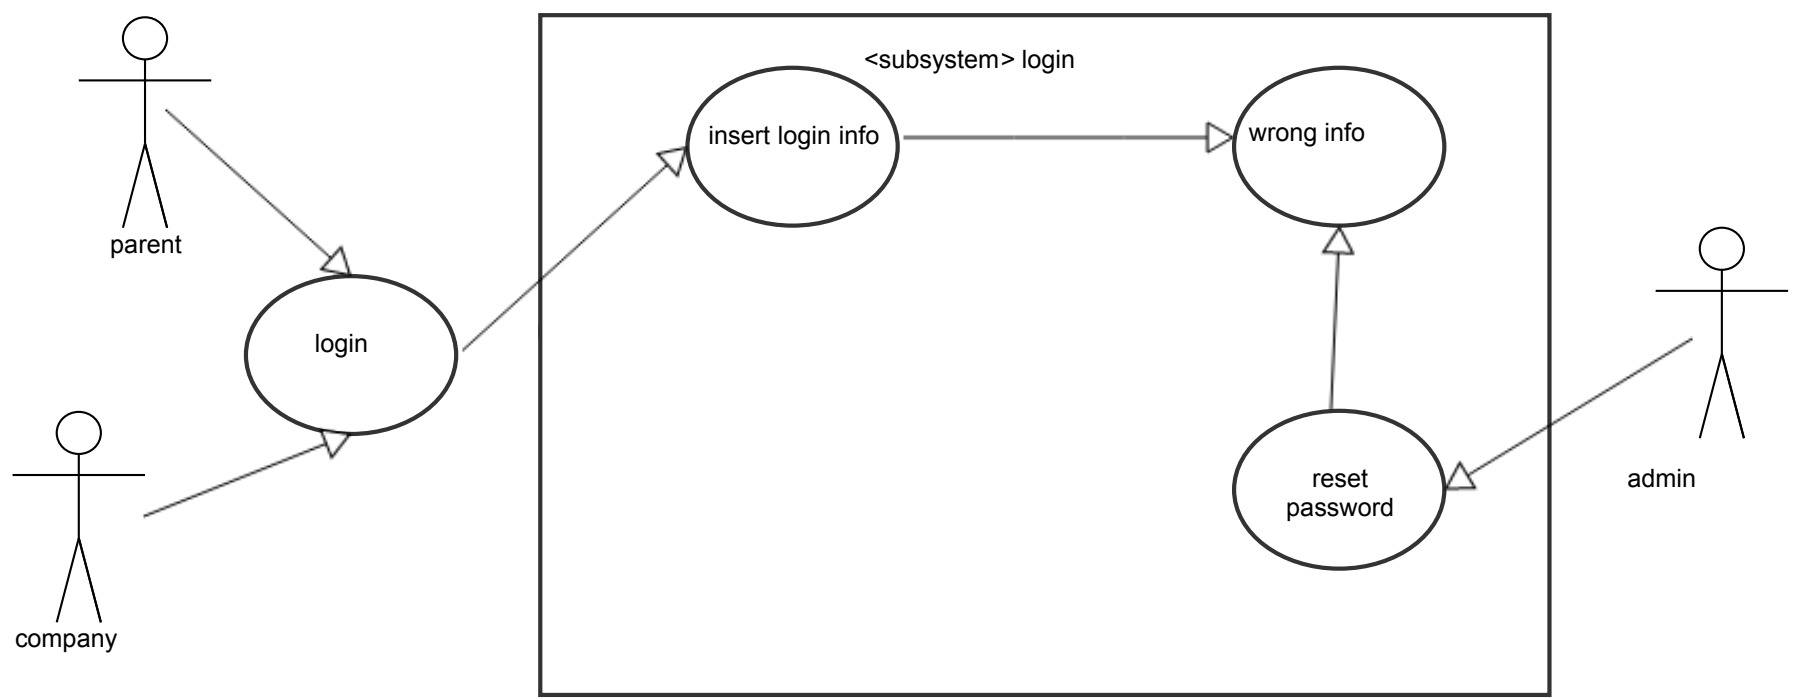 <subsystem> login
insert login info
wrong info
parent
login
reset
password
admin
company